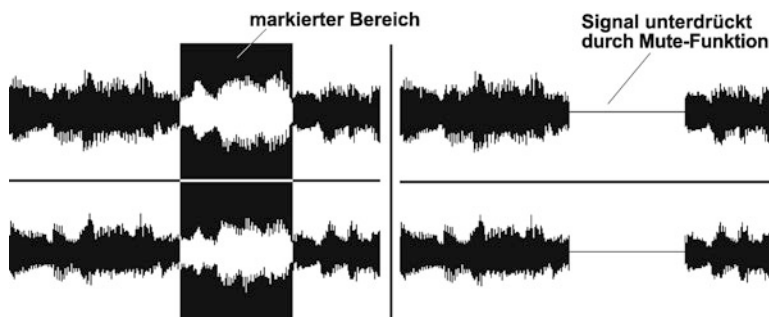 markierter Bereich
Signal unterdrückt
durch Mute-Funktion